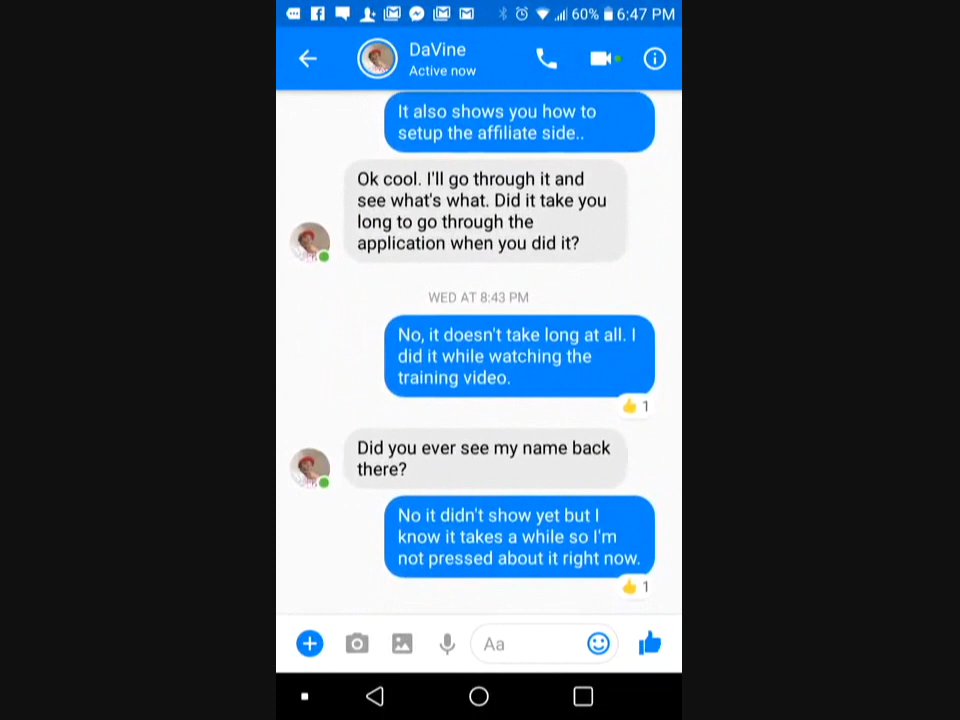 60% 6:47 PM
DaVine
Active now
It also shows you how to
setup the affiliate side..
Ok cool. I'll go through it and
see what's what. Did it take you
long to go through the
application when you did it?
WED AT 8:43 PM
No, it doesn't take long at all. I
did it while watching the
training video.
1
Did you ever see my name back
there?
No it didn't show yet but I
know it takes a while so I'm
not pressed about it right now.
1
Aa